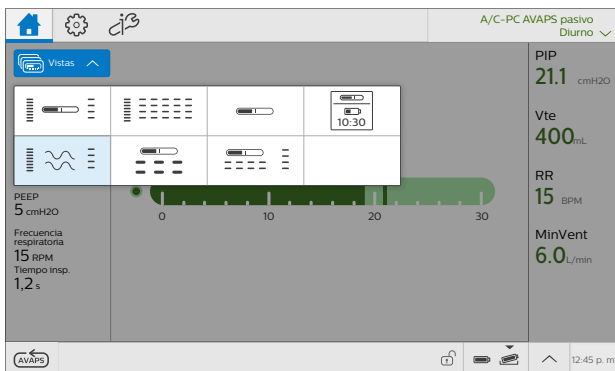 A/C-PC
AVAPS pasivo
Diurno
Vistas
10:30
PIP
21.1 cmH2O
Vte
400mL
RR
15 BPM
MinVent
6.0L/min
PEEP
5 cmH2O
Frecuencia
respiratoria
15 RPM
Tiempo insp.
1,2 s
0 10 20 30
AVAPS
12:45 p. m